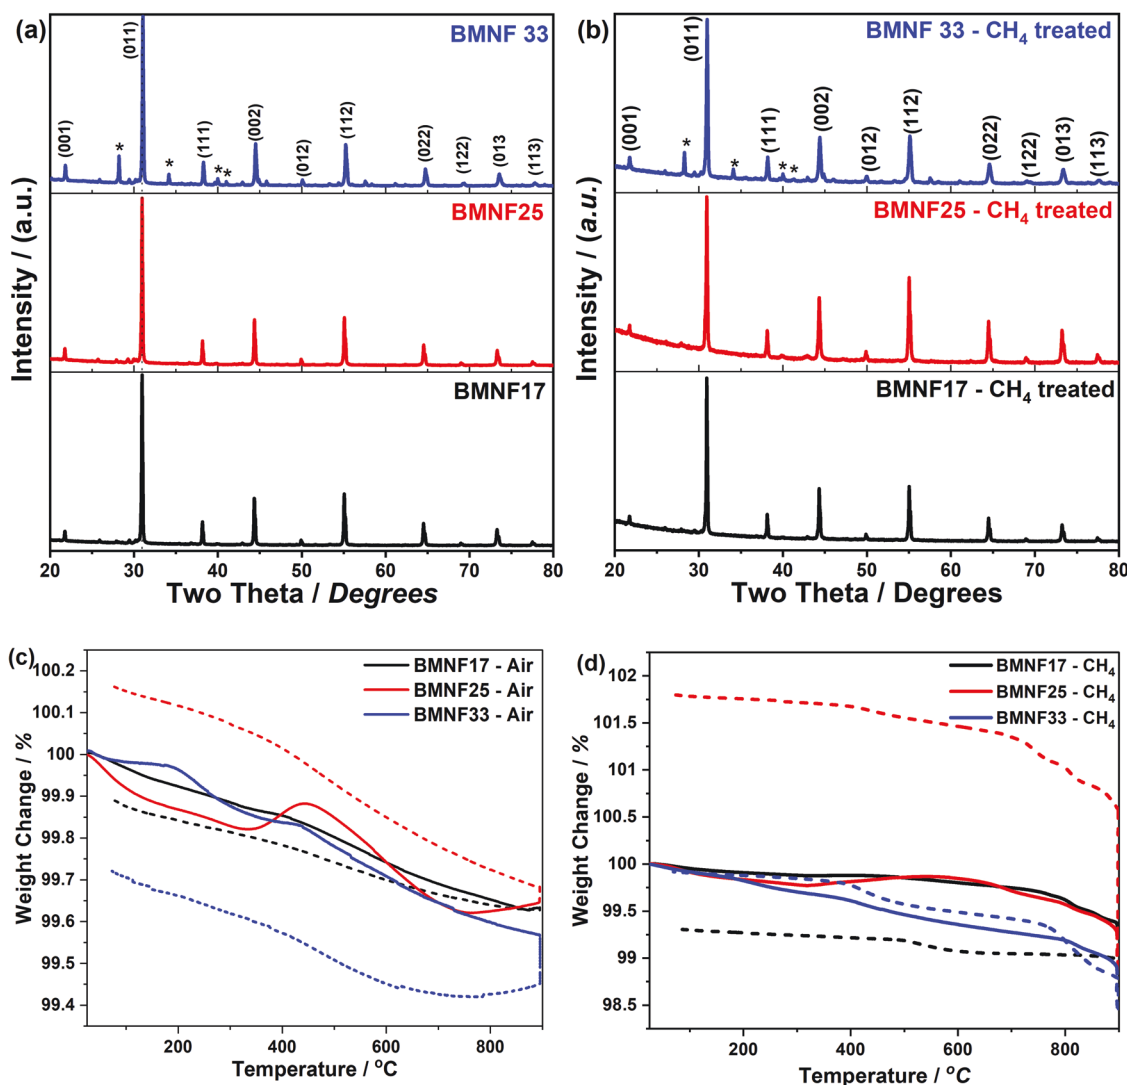 (a)
BMNF 33
(001)
*
(011)
*
(111)
* *
(002)
(012)
(112)
(022)
(122)
(013
(113)
BMNF25
BMNF17
Intensity / (a.u.)
20 30 40 50 60 70 80
Two Theta / Degrees
(b)
BMNF 33 - CH4 treated
(001)
*
(011)
*
(111)
* *
(002)
(012)
(112)
(022)
(122)
(013)
(113)
BMNF25 - CH4 treated
BMNF17 - CH4 treated
Intensity / (a.u.)
20 30 40 50 60 70 80
Two Theta / Degrees
(c)
BMNF17 - Air
BMNF25 - Air
BMNF33 - Air
100.2
100.1
100
99.9
99.8
99.7
99.6
99.5
99.4
Weight Change / %
200 400 600 800
Temperature / °C
(d)
BMNF17 - CH4
BMNF25 - CH4
BMNF33 - CH4
102
101.5
101
100.5
100
99.5
99
98.5
Weight Change / %
200 400 600 800
Temperature / °C